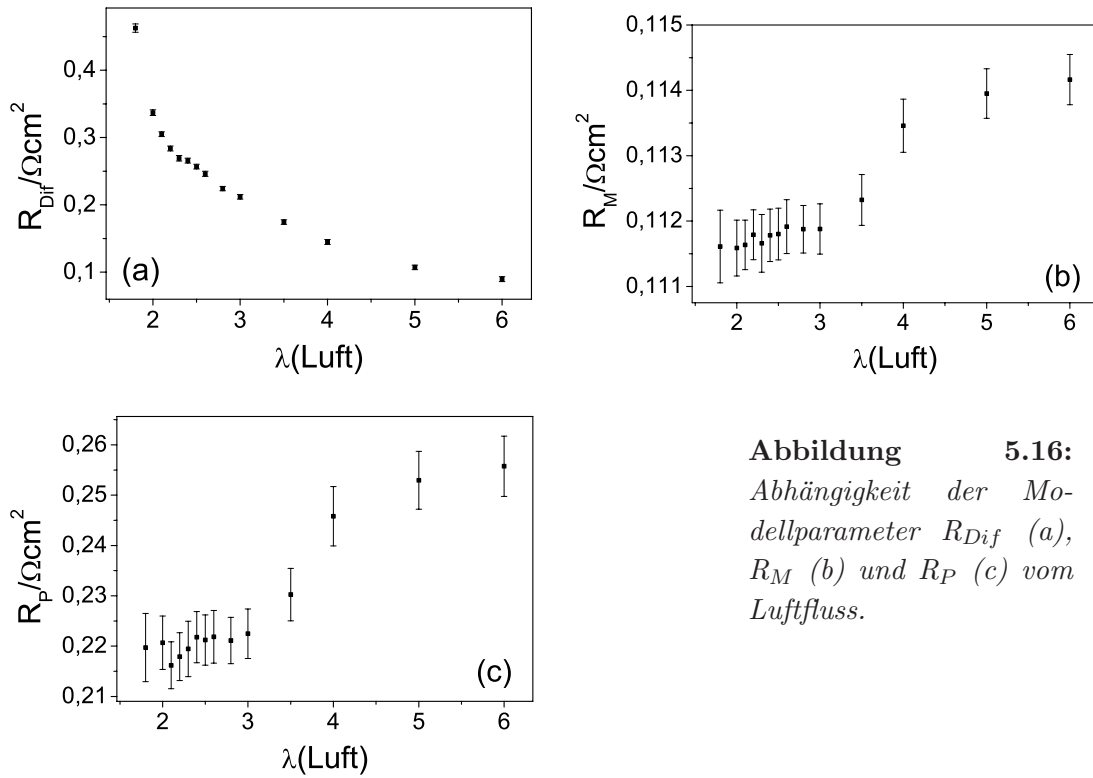 0,4
0,3
0,2
0,1
R_Dif/Ωcm²
(a)
2 3 4 5 6
λ(Luft)
0,115
0,114
0,113
0,112
0,111
R_M/Ωcm²
(b)
2 3 4 5 6
λ(Luft)
0,26
0,25
0,24
0,23
0,22
0,21
R_P/Ωcm²
(c)
2 3 4 5 6
λ(Luft)
Abbildung 5.16:
Abhängigkeit der Mo-
dellparameter R_Dif (a),
R_M (b) und R_P (c) vom
Luftfluss.